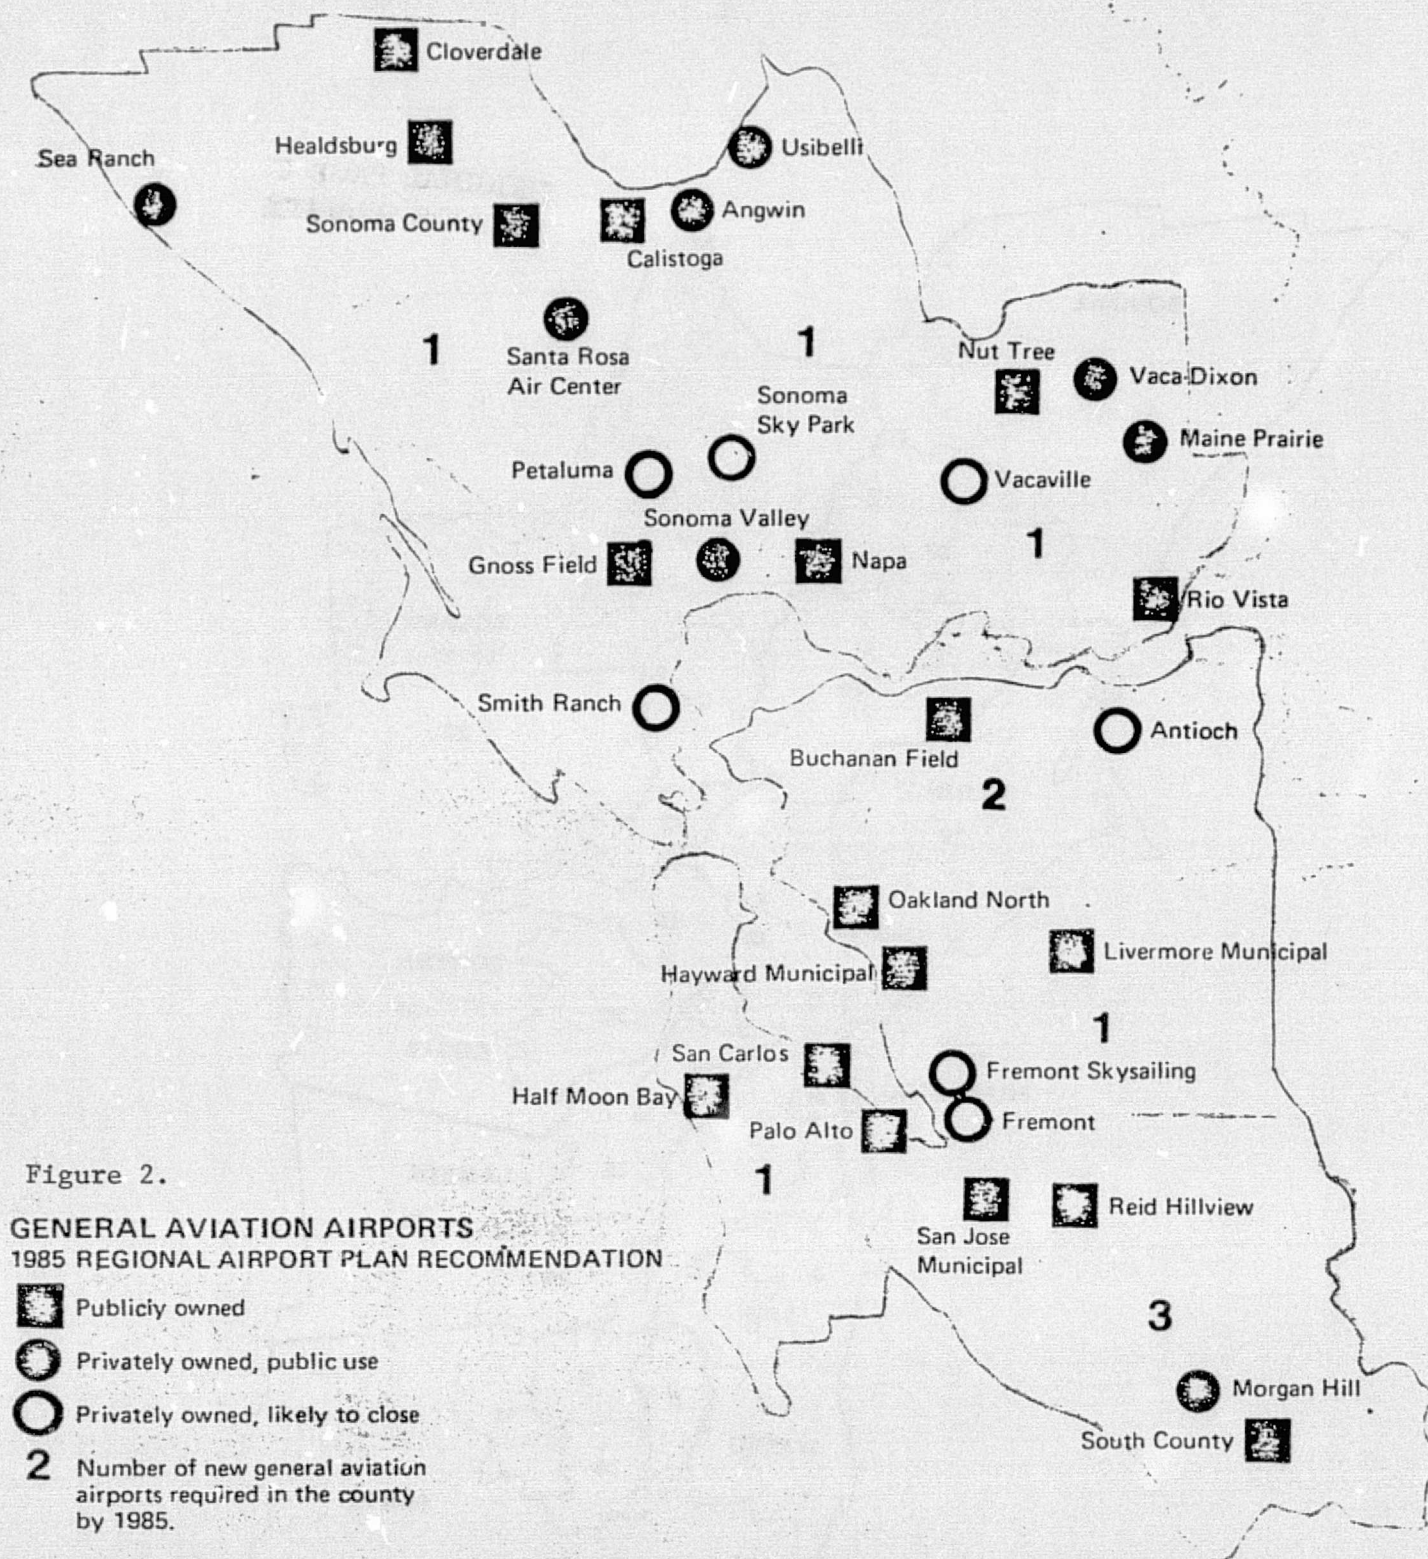 Cloverdale
Healdsburg
Usibelli
Sea Ranch
Sonoma County
Angwin
Calistoga
1
1
Santa Rosa
Air Center
Nut Tree
Vaca-Dixon
Sonoma
Sky Park
Maine Prairie
Petaluma
Vacaville
Sonoma Valley
1
Gnoss Field
Napa
Rio Vista
Smith Ranch
Antioch
Buchanan Field
2
Oakland North
Livermore Municipal
Hayward Municipal
1
San Carlos
Fremont Skysailing
Half Moon Bay
Fremont
Palo Alto
1
Reid Hillview
San Jose
Municipal
3
Morgan Hill
South County
Figure 2.
GENERAL AVIATION AIRPORTS
1985 REGIONAL AIRPORT PLAN RECOMMENDATION
Publicly owned
Privately owned, public use
Privately owned, likely to close
2 Number of new general aviation
airports required in the county
by 1985.